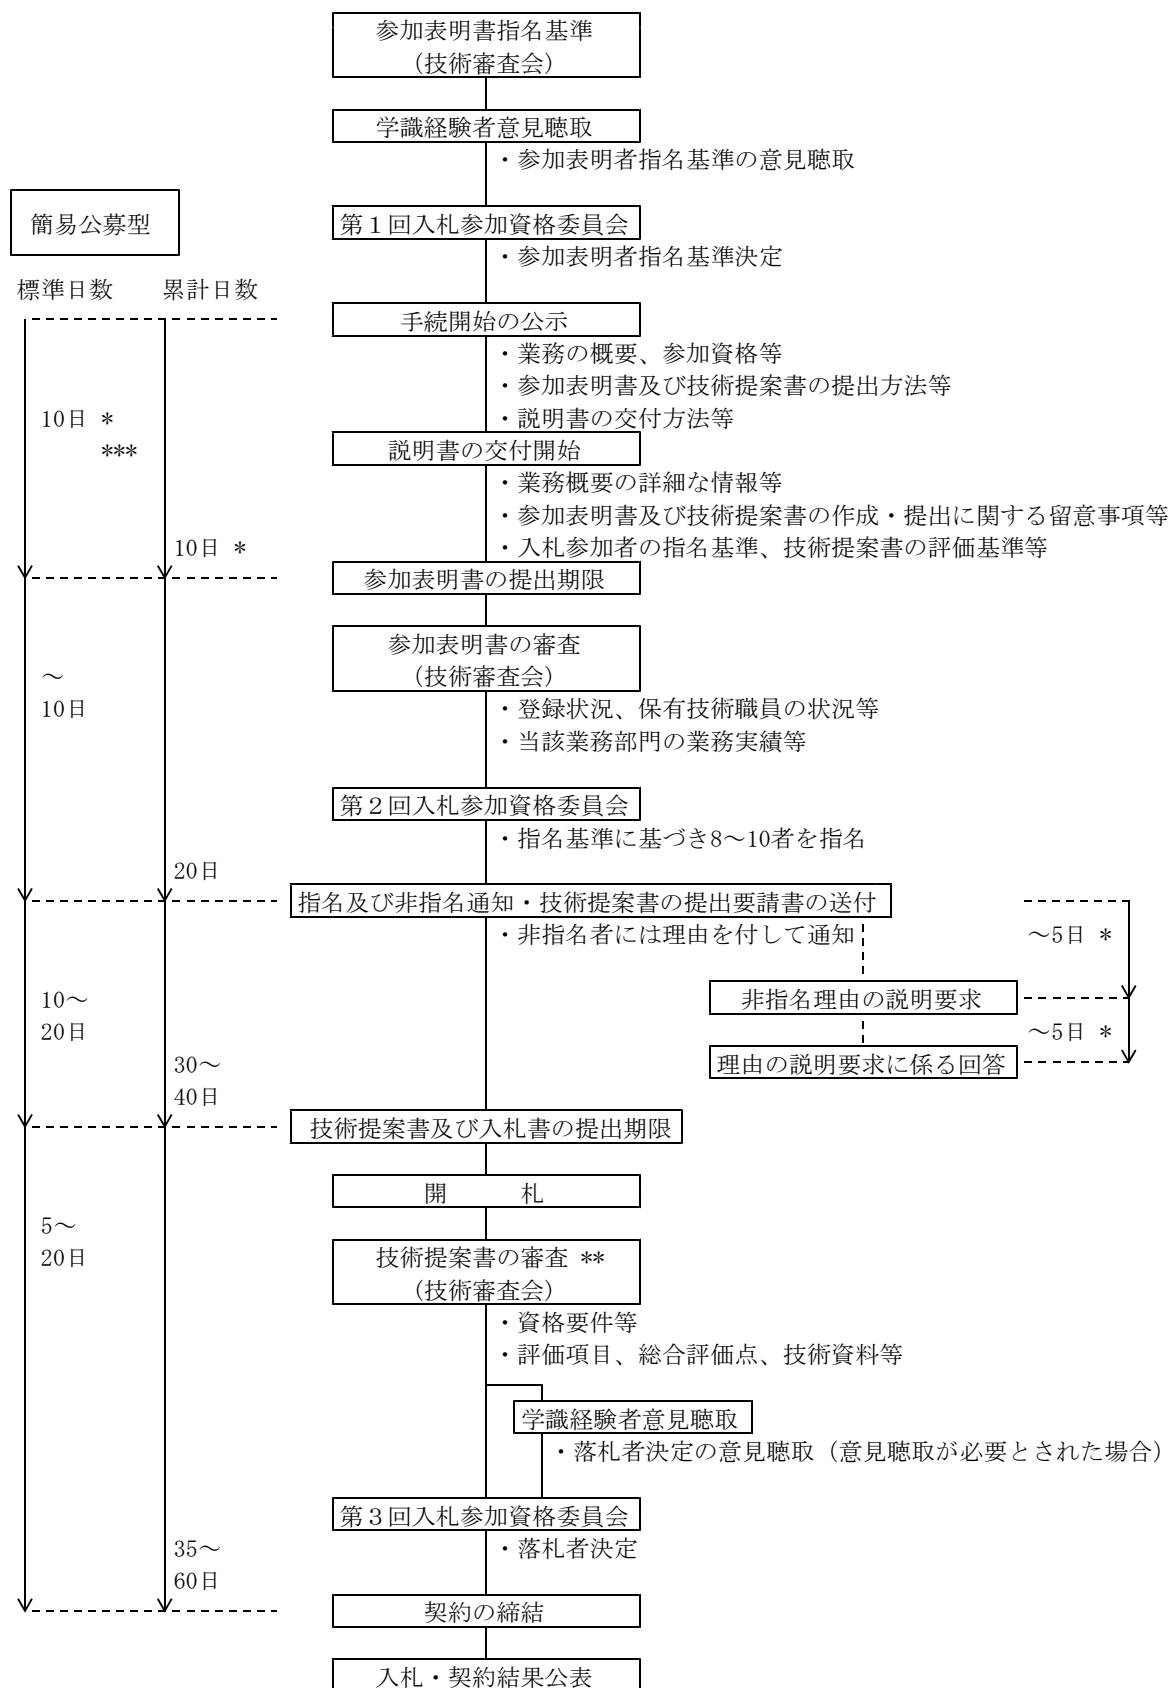 参加表明書指名基準
(技術審査会)
学識経験者意見聴取
・参加表明者指名基準の意見聴取
簡易公募型
第1回入札参加資格委員会
・参加表明者指名基準決定
標準日数 累計日数
手続開始の公示
・業務の概要、参加資格等
・参加表明書及び技術提案書の提出方法等
10日 *
・説明書の交付方法等
***
説明書の交付開始
・業務概要の詳細な情報等
・参加表明書及び技術提案書の作成・提出に関する留意事項等
10日 *
・入札参加者の指名基準、技術提案書の評価基準等
参加表明書の提出期限
参加表明書の審査
(技術審査会)
～
10日
・登録状況、保有技術職員の状況等
・当該業務部門の業務実績等
第2回入札参加資格委員会
・指名基準に基づき8～10者を指名
20日
指名及び非指名通知・技術提案書の提出要請書の送付
・非指名者には理由を付して通知
～5日 *
10～
20日
非指名理由の説明要求
～5日 *
理由の説明要求に係る回答
30～
40日
技術提案書及び入札書の提出期限
開 札
5～
20日
技術提案書の審査 **
(技術審査会)
・資格要件等
・評価項目、総合評価点、技術資料等
学識経験者意見聴取
・落札者決定の意見聴取（意見聴取が必要とされた場合）
第3回入札参加資格委員会
・落札者決定
35～
60日
契約の締結
入札・契約結果公表